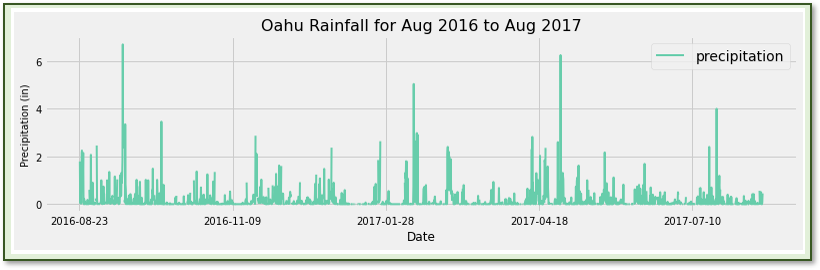 Oahu Rainfall for Aug 2016 to Aug 2017
precipitation
Precipitation (in)
6
4
2
0
2016-08-23 2016-11-09 2017-01-28 2017-04-18 2017-07-10
Date